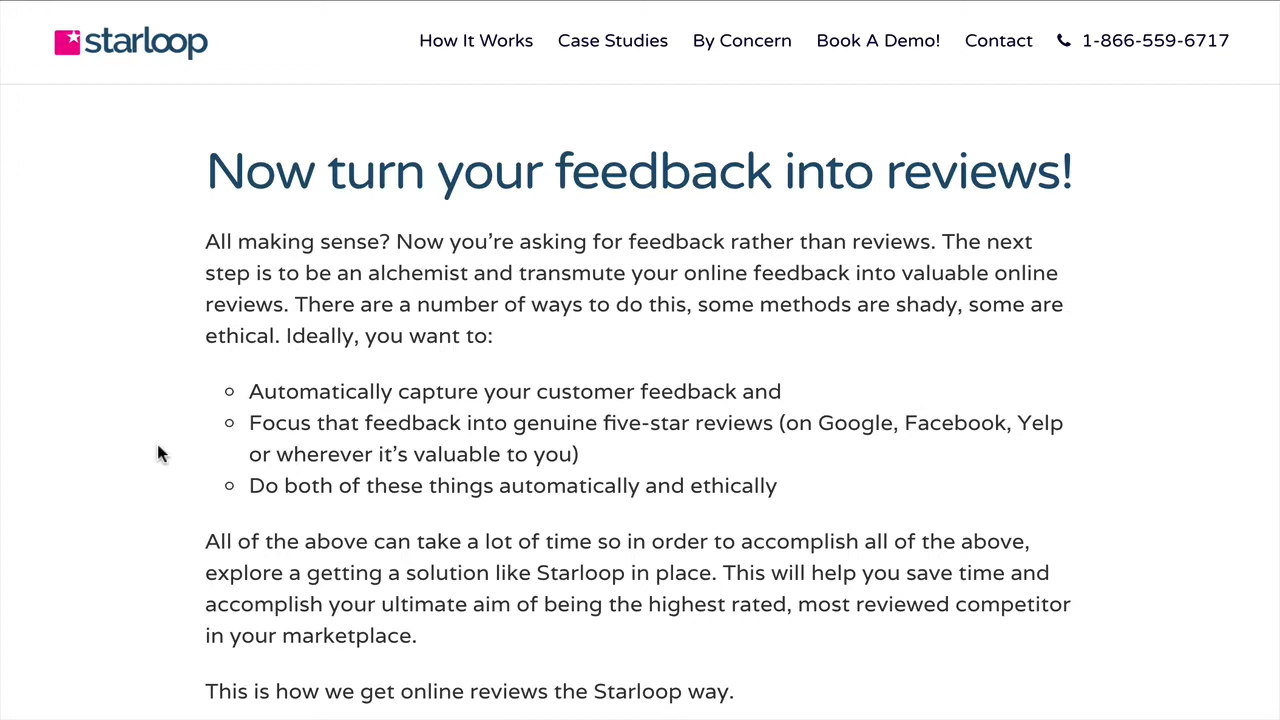 starloop
How It Works Case Studies By Concern Book A Demo! Contact 1-866-559-6717
Now turn your feedback into reviews!
All making sense? Now you’re asking for feedback rather than reviews. The next
step is to be an alchemist and transmute your online feedback into valuable online
reviews. There are a number of ways to do this, some methods are shady, some are
ethical. Ideally, you want to:
Automatically capture your customer feedback and
Focus that feedback into genuine five-star reviews (on Google, Facebook, Yelp
or wherever it’s valuable to you)
Do both of these things automatically and ethically
All of the above can take a lot of time so in order to accomplish all of the above,
explore a getting a solution like Starloop in place. This will help you save time and
accomplish your ultimate aim of being the highest rated, most reviewed competitor
in your marketplace.
This is how we get online reviews the Starloop way.